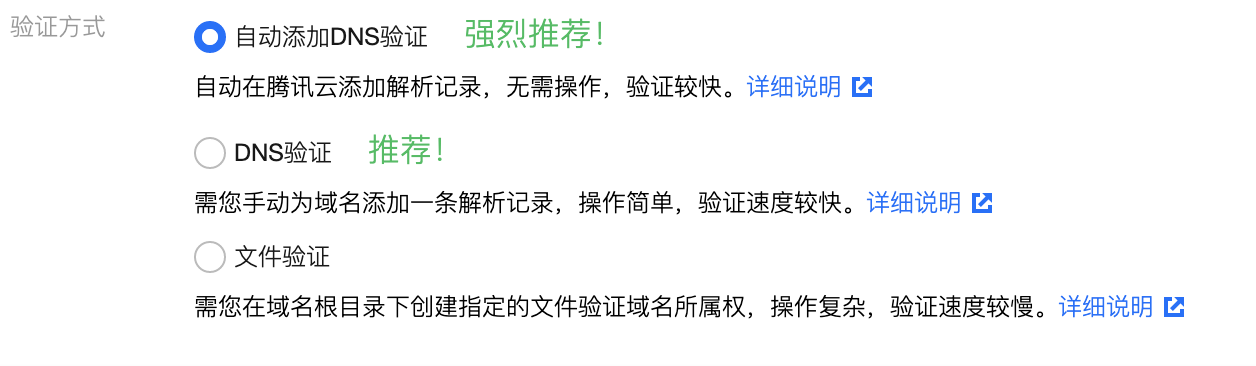 验证方式
自动添加DNS验证 强烈推荐！
自动在腾讯云添加解析记录，无需操作，验证较快。详细说明
DNS验证 推荐！
需您手动为域名添加一条解析记录，操作简单，验证速度较快。详细说明
文件验证
需您在域名根目录下创建指定的文件验证域名所属权，操作复杂，验证速度较慢。详细说明